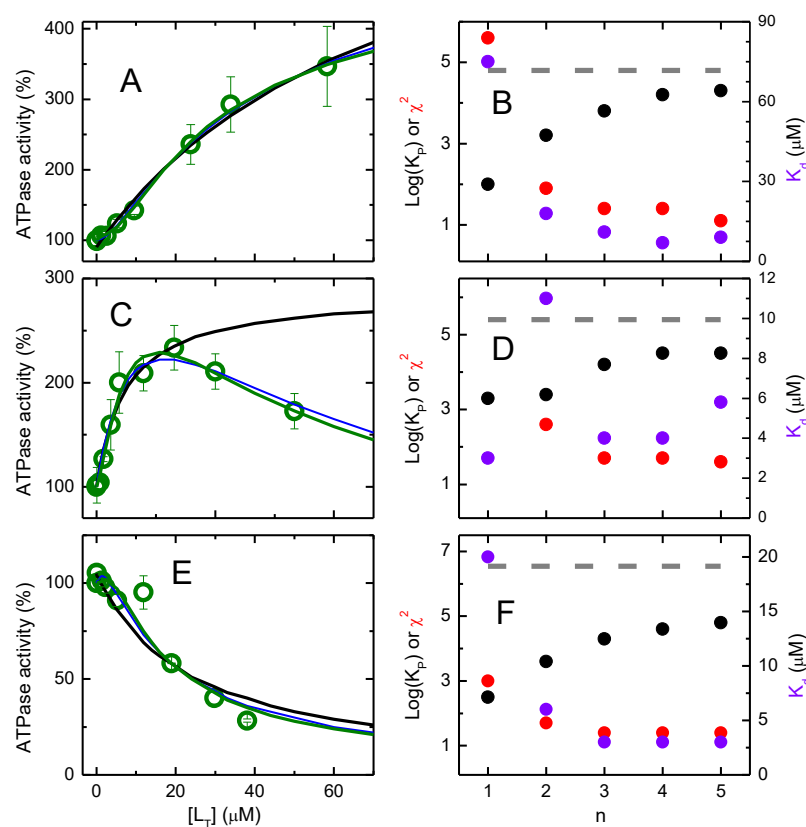 A
ATPase activity (%)
400
300
200
100
B
Log(K_P) or χ²
5
3
1
90
60
30
0
K_d (μM)
C
ATPase activity (%)
300
200
100
D
Log(K_P) or χ²
5
3
1
12
10
8
6
4
2
0
K_d (μM)
E
ATPase activity (%)
100
50
0
0 20 40 60
[L_T] (μM)
F
Log(K_P) or χ²
7
5
3
1
20
15
10
5
0
K_d (μM)
1 2 3 4 5
n